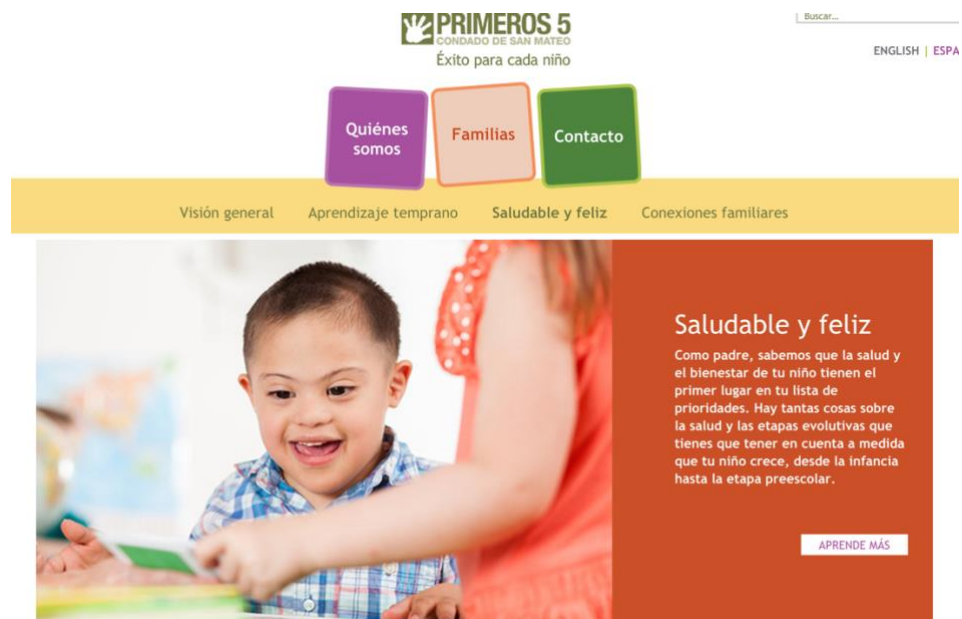 Buscar...
PRIMEROS 5
CONDADO DE SAN MATEO
Éxito para cada niño
ENGLISH | ESPA
Quiénes
somos
Familias
Contacto
Visión general
Aprendizaje temprano
Saludable y feliz
Conexiones familiares
Saludable y feliz
Como padre, sabemos que la salud y
el bienestar de tu niño tienen el
primer lugar en tu lista de
prioridades. Hay tantas cosas sobre
la salud y las etapas evolutivas que
tienes que tener en cuenta a medida
que tu niño crece, desde la infancia
hasta la etapa preescolar.
APRENDE MÁS